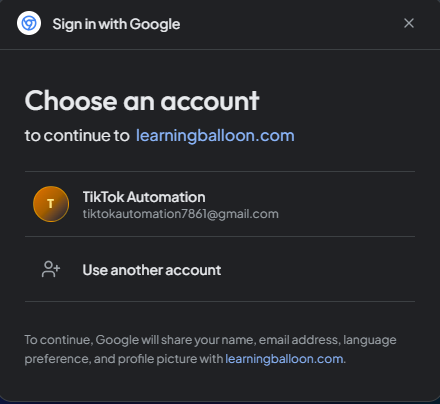 Sign in with Google
Choose an account
to continue to learningballoon.com
T
TikTok Automation
tiktokautomation7861@gmail.com
Use another account
To continue, Google will share your name, email address, language
preference, and profile picture with learningballoon.com.